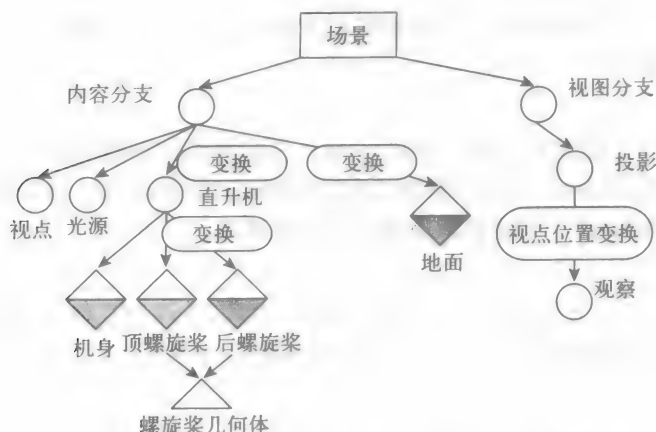 场景
内容分支
视图分支
变换
变换
投影
视点
光源
直升机
变换
地面
视点位置变换
观察
机身
顶螺旋桨
后螺旋桨
螺旋桨几何体